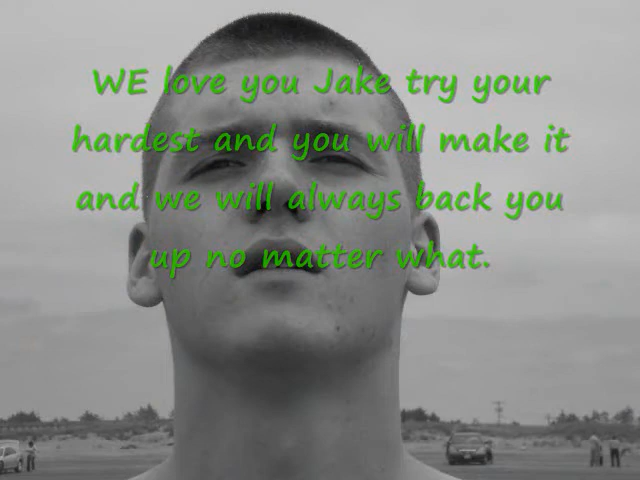 WE love you Jake try your
hardest and you will make it
and we will always back you
up no matter what.